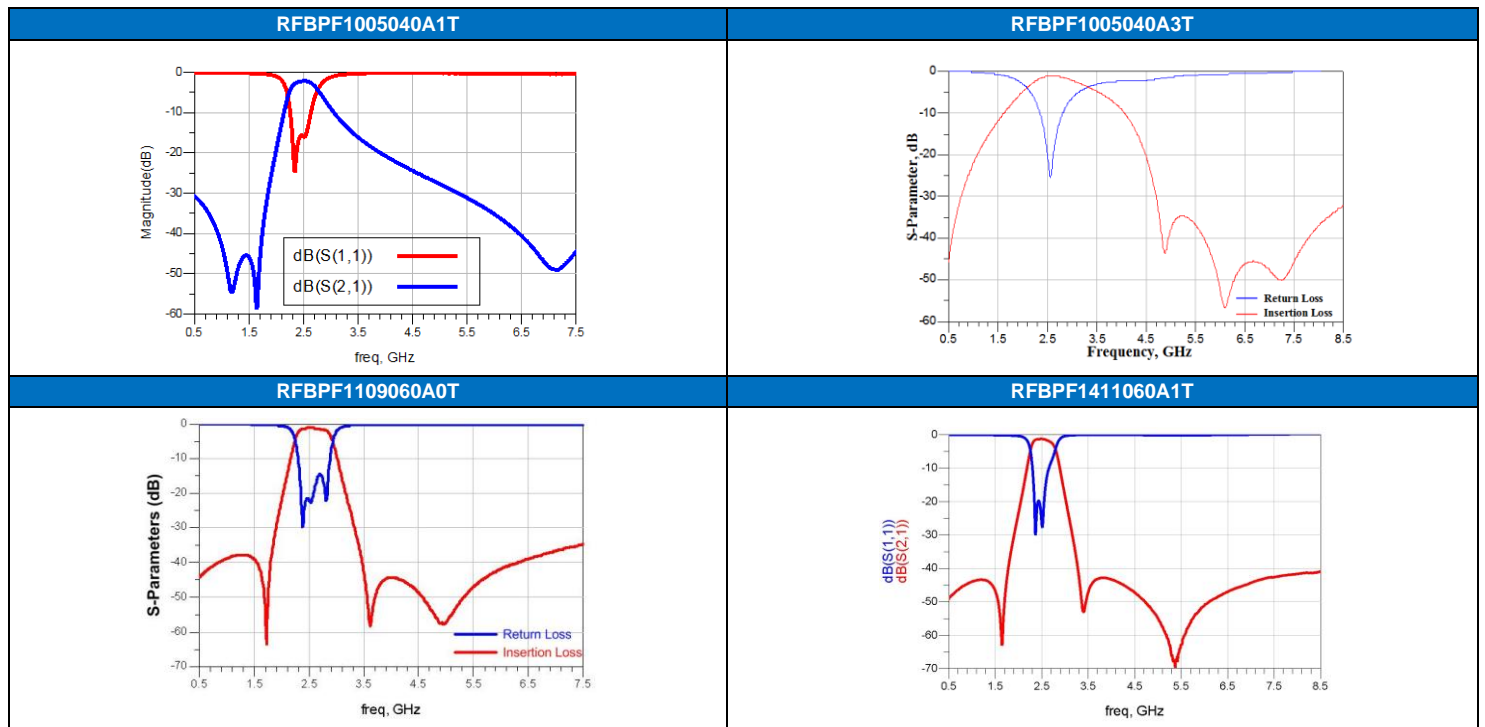 RFBPF1005040A1T
RFBPF1005040A3T
0
-10
-20
-30
-40
-50
-60
Magnitude(dB)
dB(S(1,1))
dB(S(2,1))
0.5 1.5 2.5 3.5 4.5 5.5 6.5 7.5
freq, GHz
0
-10
-20
-30
-40
-50
-60
S-Parameter, dB
Return Loss
Insertion Loss
0.5 1.5 2.5 3.5 4.5 5.5 6.5 7.5 8.5
Frequency, GHz
RFBPF1109060A0T
RFBPF1411060A1T
0
-10
-20
-30
-40
-50
-60
-70
S-Parameters (dB)
Return Loss
Insertion Loss
0.5 1.5 2.5 3.5 4.5 5.5 6.5 7.5
freq, GHz
0
-10
-20
-30
-40
-50
-60
-70
dB(S(1,1))
dB(S(2,1))
0.5 1.5 2.5 3.5 4.5 5.5 6.5 7.5 8.5
freq, GHz